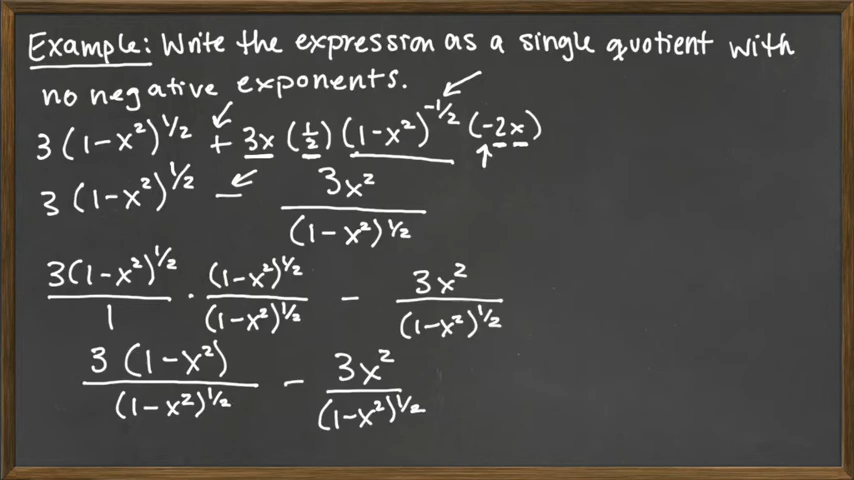 Example: Write the expression as a single quotient with
no negative exponents.
3(1-x²)^1/2 + 3x (1/2) (1-x²)^-1/2 (-2x)
3(1-x²)^1/2 - 3x²/(1-x²)^1/2
3(1-x²)^1/2/1 · (1-x²)^1/2/(1-x²)^1/2 - 3x²/(1-x²)^1/2
3(1-x²)/(1-x²)^1/2 - 3x²/(1-x²)^1/2